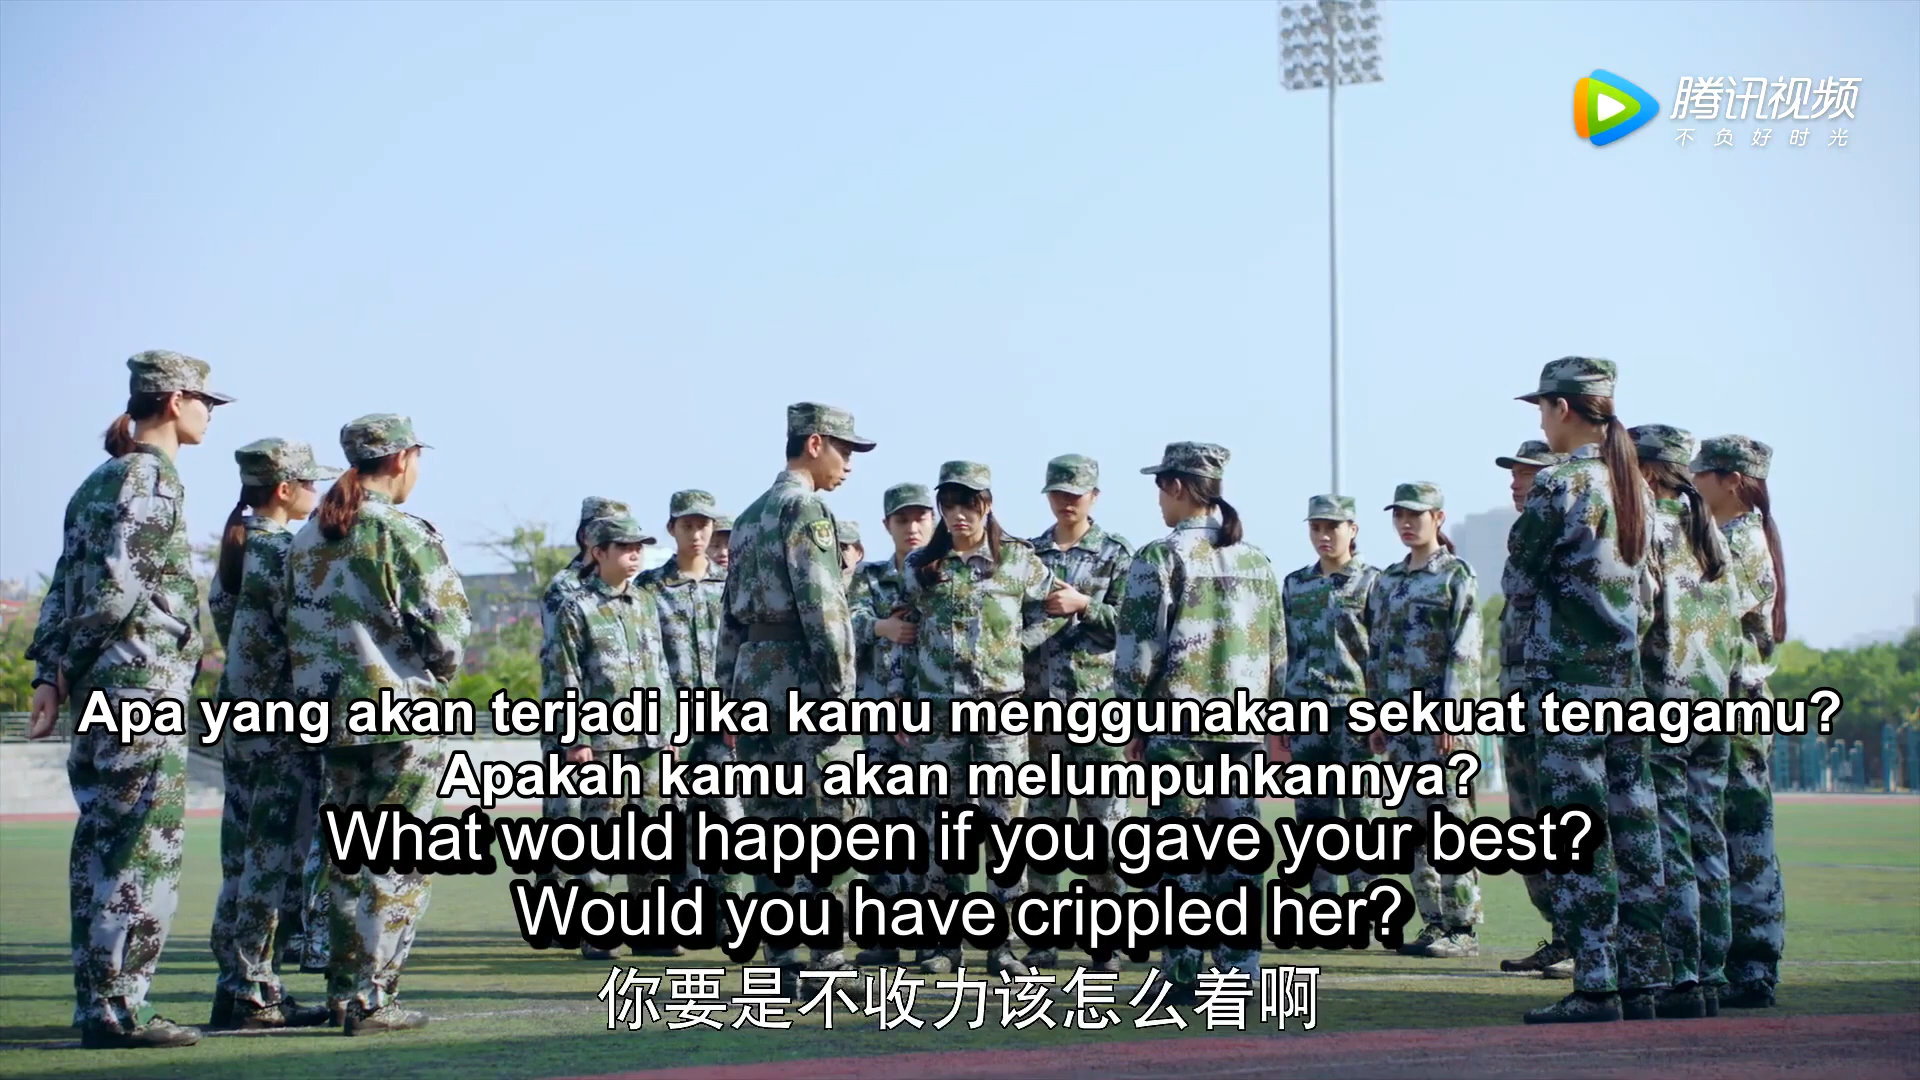 腾讯视频
不负好时光
Apa yang akan terjadi jika kamu menggunakan sekuat tenagamu?
Apakah kamu akan melumpuhkannya?
What would happen if you gave your best?
Would you have crippled her?
你要是不收力该怎么着啊